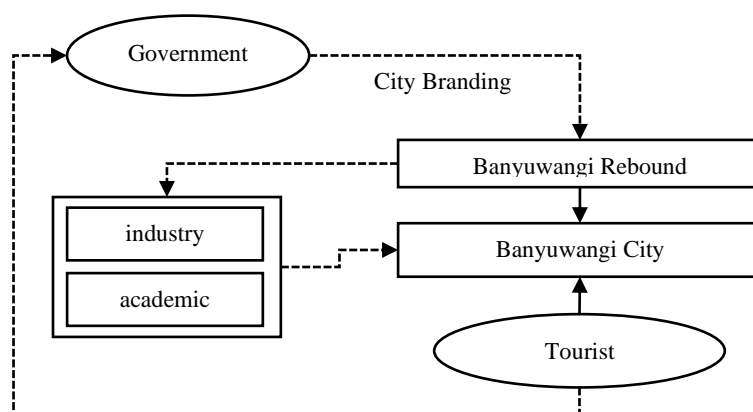 Government
City Branding
Banyuwangi Rebound
industry
Banyuwangi City
academic
Tourist